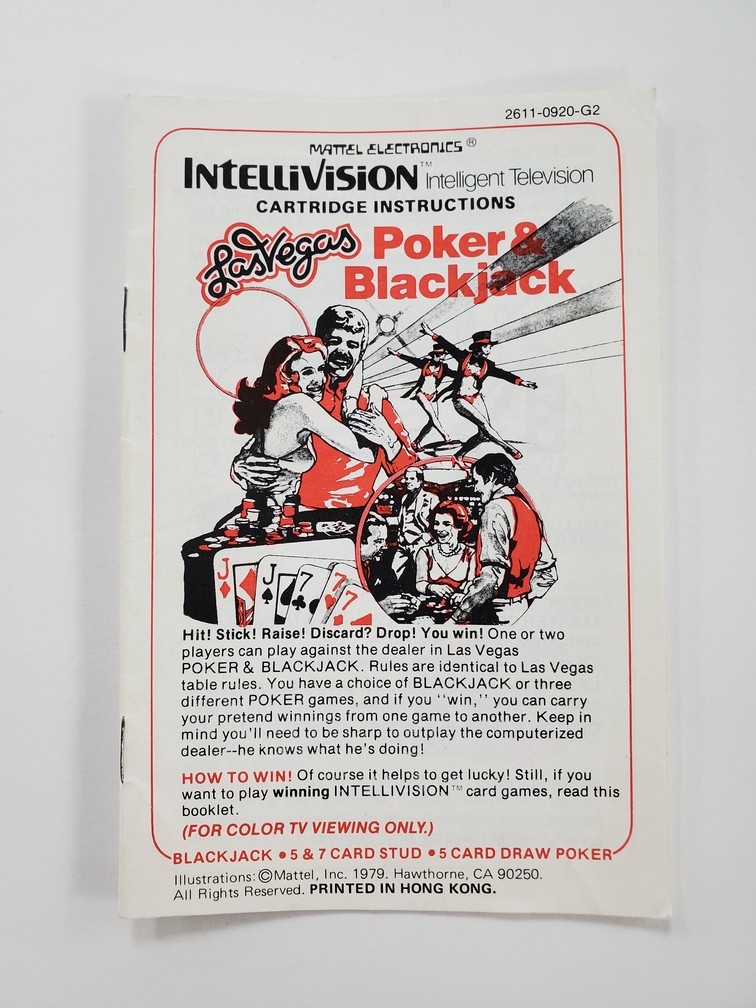 2611-0920-G2
MATTEL ELECTRONICS®
INTELLIVISION™ Intelligent Television
CARTRIDGE INSTRUCTIONS
Las Vegas Poker &
Blackjack
J J 7 7 7
Hit! Stick! Raise! Discard? Drop! You win! One or two
players can play against the dealer in Las Vegas
POKER & BLACKJACK. Rules are identical to Las Vegas
table rules. You have a choice of BLACKJACK or three
different POKER games, and if you "win," you can carry
your pretend winnings from one game to another. Keep in
mind you'll need to be sharp to outplay the computerized
dealer--he knows what he's doing!
HOW TO WIN! Of course it helps to get lucky! Still, if you
want to play winning INTELLIVISION™ card games, read this
booklet.
(FOR COLOR TV VIEWING ONLY.)
BLACKJACK • 5 & 7 CARD STUD • 5 CARD DRAW POKER
Illustrations: ©Mattel, Inc. 1979. Hawthorne, CA 90250.
All Rights Reserved. PRINTED IN HONG KONG.